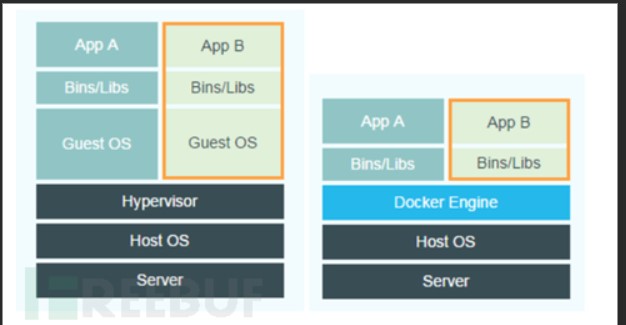 App A
App B
Bins/Libs
Bins/Libs
Guest OS
Guest OS
Hypervisor
Host OS
Server
App A
App B
Bins/Libs
Bins/Libs
Docker Engine
Host OS
Server
FREEBUF